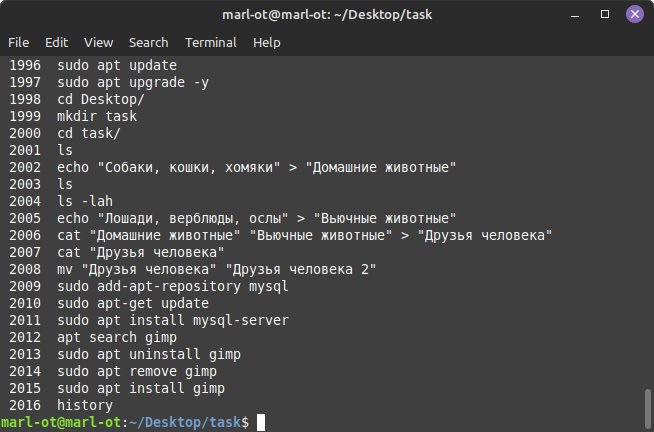 marl-ot@marl-ot: ~/Desktop/task
File Edit View Search Terminal Help
1996  sudo apt update
1997  sudo apt upgrade -y
1998  cd Desktop/
1999  mkdir task
2000  cd task/
2001  ls
2002  echo "Собаки, кошки, хомяки" > "Домашние животные"
2003  ls
2004  ls -lah
2005  echo "Лошади, верблюды, ослы" > "Вьючные животные"
2006  cat "Домашние животные" "Вьючные животные" > "Друзья человека"
2007  cat "Друзья человека"
2008  mv "Друзья человека" "Друзья человека 2"
2009  sudo add-apt-repository mysql
2010  sudo apt-get update
2011  sudo apt install mysql-server
2012  apt search gimp
2013  sudo apt uninstall gimp
2014  sudo apt remove gimp
2015  sudo apt install gimp
2016  history
marl-ot@marl-ot:~/Desktop/task$